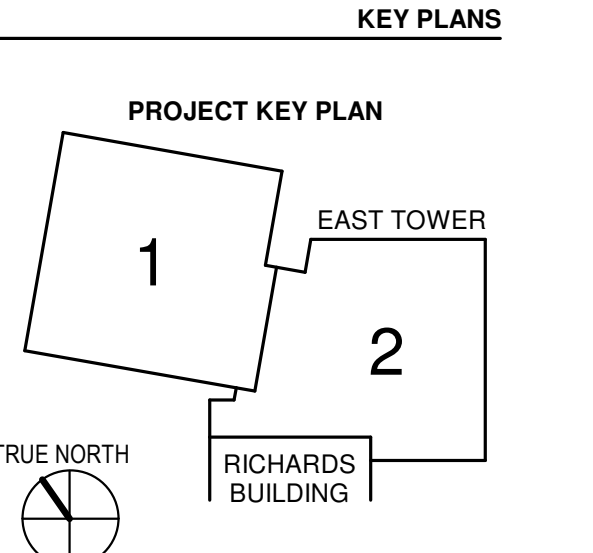 KEY PLANS
PROJECT KEY PLAN
EAST TOWER
1
2
TRUE NORTH
RICHARDS
BUILDING